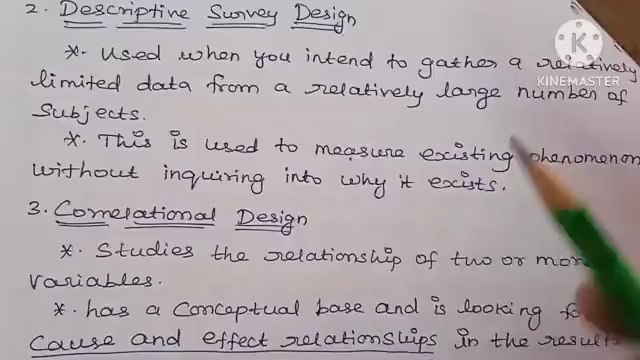 2. Descriptive Survey Design
*. Used when you intend to gather a relatively
limited data from a relatively large number of
subjects.
*. This is used to measure existing phenomenon
without inquiring into why it exists.
3. Correlational Design
*. Studies the relationship of two or more
variables.
*. has a conceptual base and is looking
cause and effect relationships in the result
KINEMASTER